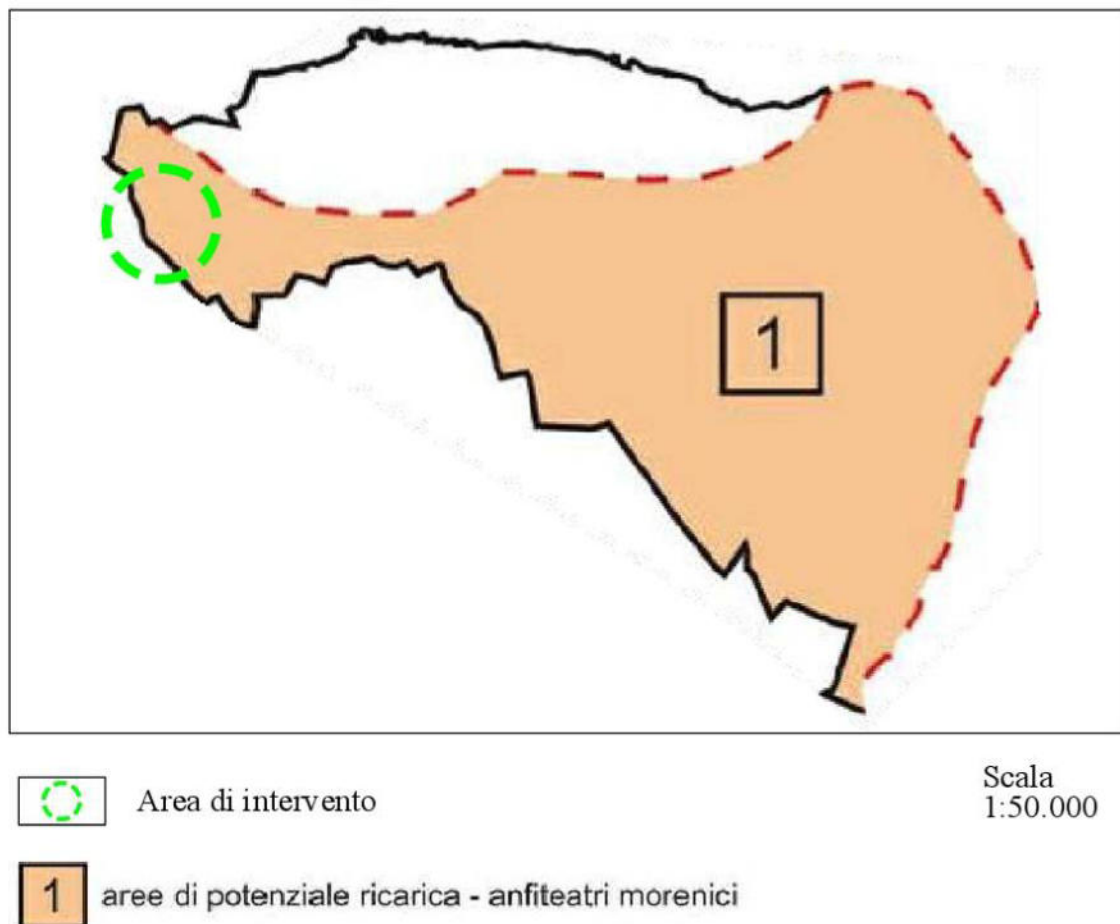 1
Area di intervento
Scala
1:50.000
1 aree di potenziale ricarica - anfiteatri morenici